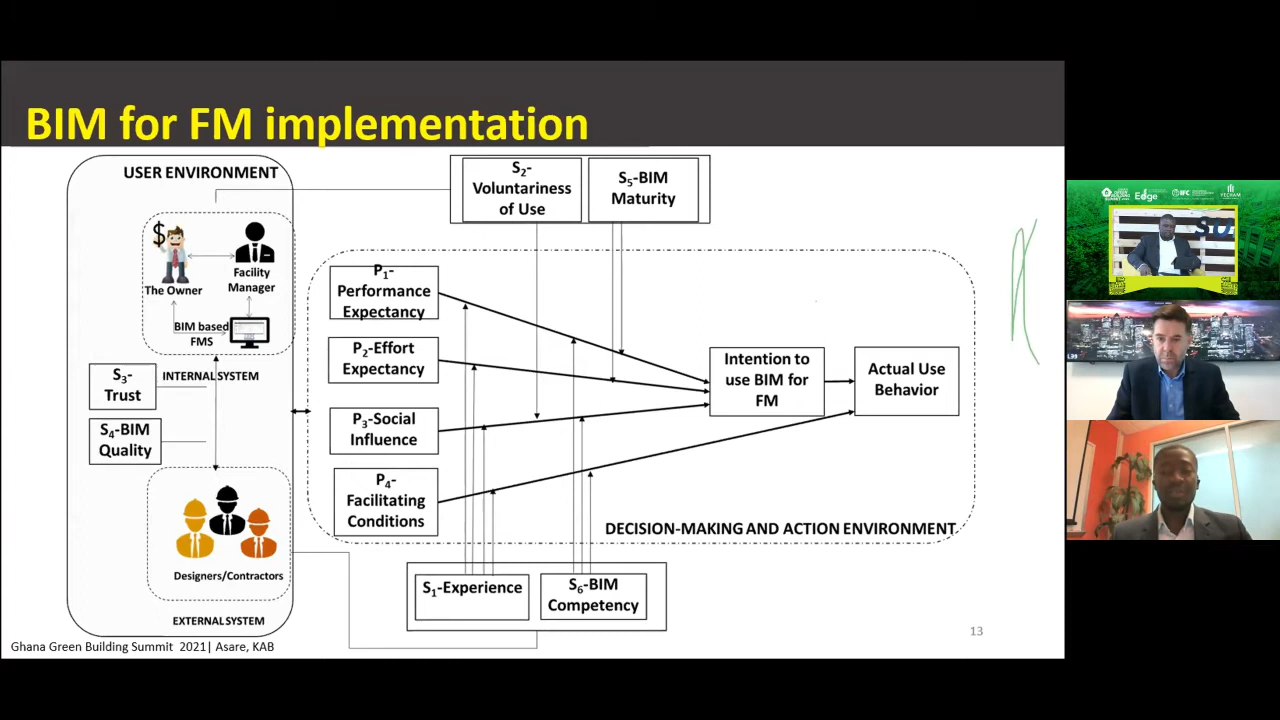 BIM for FM implementation
USER ENVIRONMENT
$
The Owner
Facility
Manager
BIM based
FMS
INTERNAL SYSTEM
S3-
Trust
S4-BIM
Quality
Designers/Contractors
EXTERNAL SYSTEM
S2-
Voluntariness
of Use
S5-BIM
Maturity
P1-
Performance
Expectancy
P2-Effort
Expectancy
P3-Social
Influence
P4-
Facilitating
Conditions
Intention to
use BIM for
FM
Actual Use
Behavior
DECISION-MAKING AND ACTION ENVIRONMENT
S1-Experience
S6-BIM
Competency
Ghana Green Building Summit 2021| Asare, KAB
13
Edge
IFC